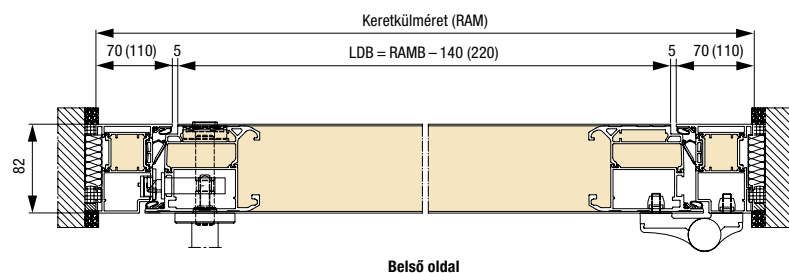 Keretkülméret (RAM)
70 (110) 5 LDB = RAMB – 140 (220) 5 70 (110)
82
Belső oldal